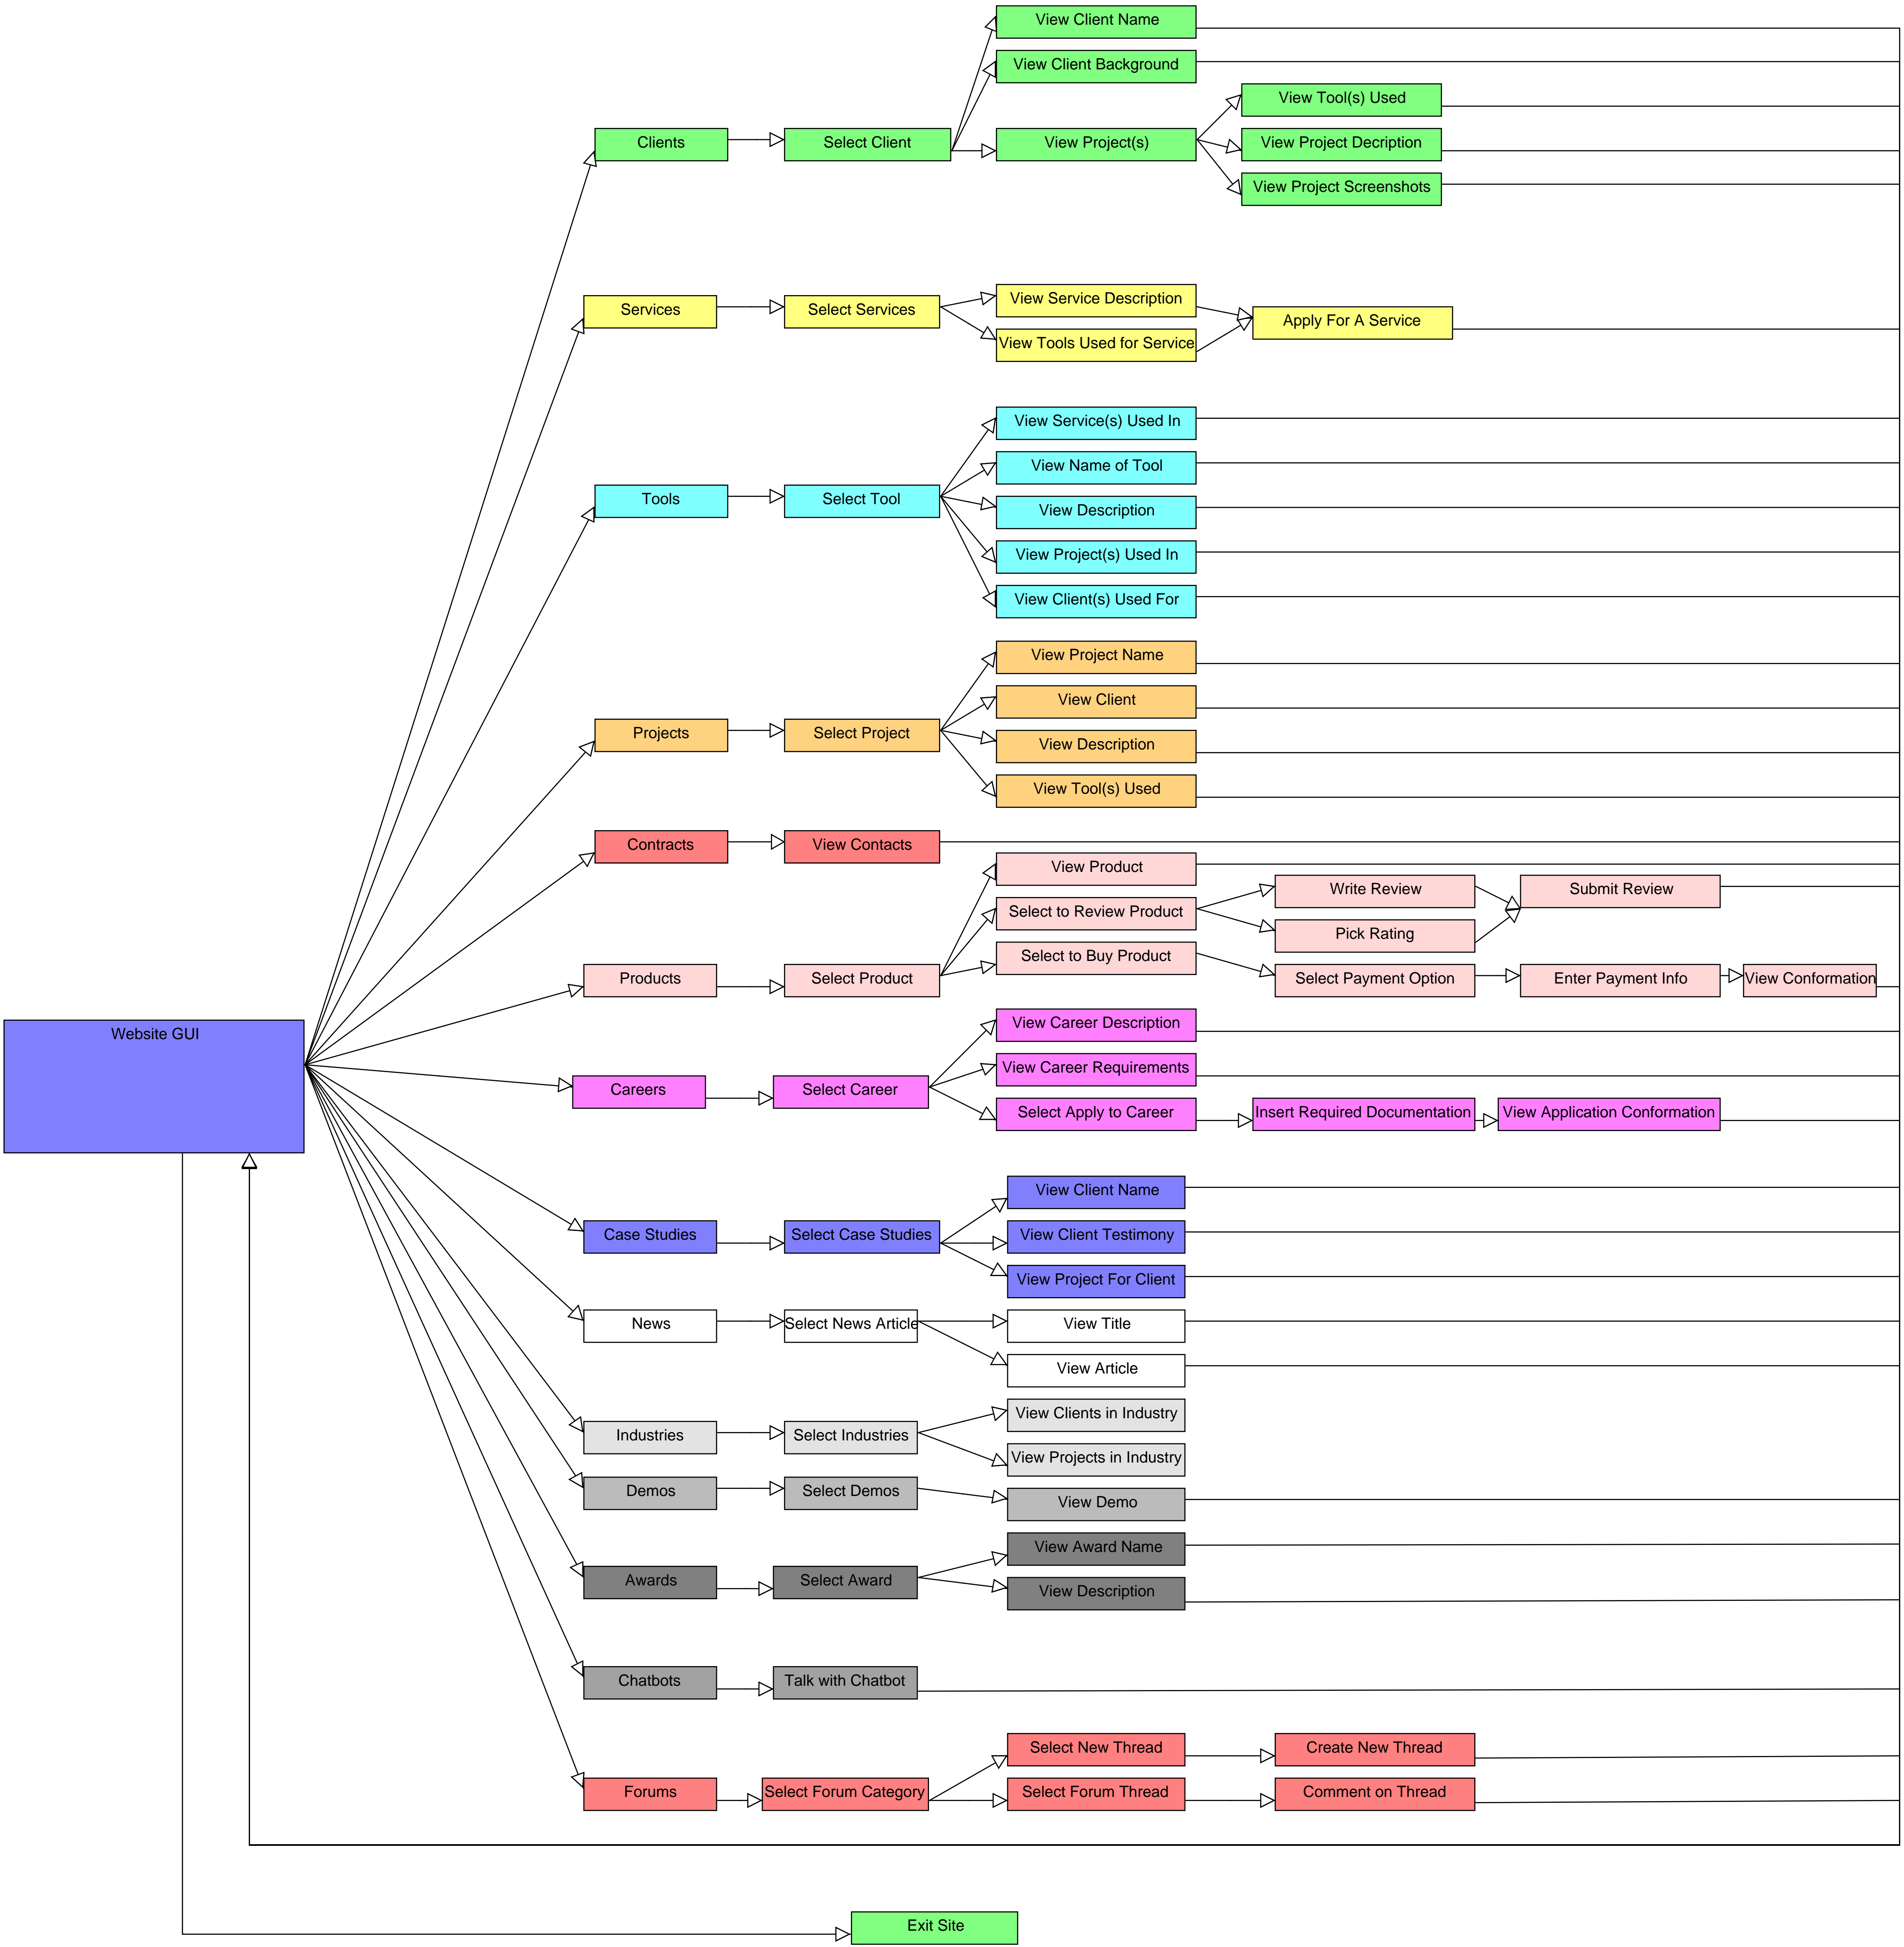 View Client Name
View Client Background
View Tool(s) Used
Clients
Select Client
View Project(s)
View Project Decription
View Project Screenshots
Services
Select Services
View Service Description
View Tools Used for Service
Apply For A Service
View Service(s) Used In
View Name of Tool
Tools
Select Tool
View Description
View Project(s) Used In
View Client(s) Used For
View Project Name
View Client
Projects
Select Project
View Description
View Tool(s) Used
Contracts
View Contacts
View Product
Write Review
Submit Review
Select to Review Product
Pick Rating
Select to Buy Product
Products
Select Product
Select Payment Option
Enter Payment Info
View Conformation
Website GUI
View Career Description
View Career Requirements
Careers
Select Career
Select Apply to Career
Insert Required Documentation
View Application Conformation
View Client Name
Case Studies
Select Case Studies
View Client Testimony
View Project For Client
News
Select News Article
View Title
View Article
View Clients in Industry
Industries
Select Industries
View Projects in Industry
Demos
Select Demos
View Demo
View Award Name
Awards
Select Award
View Description
Chatbots
Talk with Chatbot
Select New Thread
Create New Thread
Forums
Select Forum Category
Select Forum Thread
Comment on Thread
Exit Site